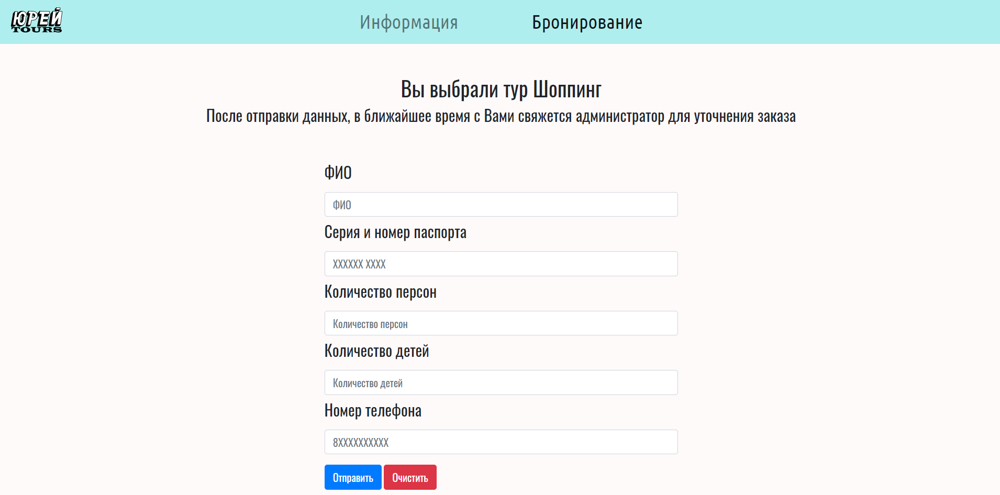 ЮРЕЙ
TOURS
Информация
Бронирование
Вы выбрали тур Шоппинг
После отправки данных, в ближайшее время с Вами свяжется администратор для уточнения заказа
ФИО
ФИО
Серия и номер паспорта
XXXXXX XXXX
Количество персон
Количество персон
Количество детей
Количество детей
Номер телефона
8XXXXXXXXXX
Отправить
Очистить